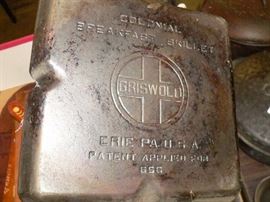 COLONIAL
BREAKFAST SKILLET
GRISWOLD
ERIE PA. U.S.A.
PATENT APPLIED FOR
666